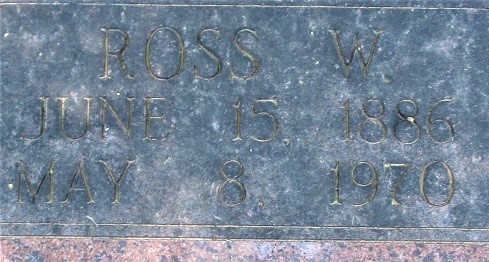 ROSS W.
JUNE 15, 1886
MAY 8, 1970